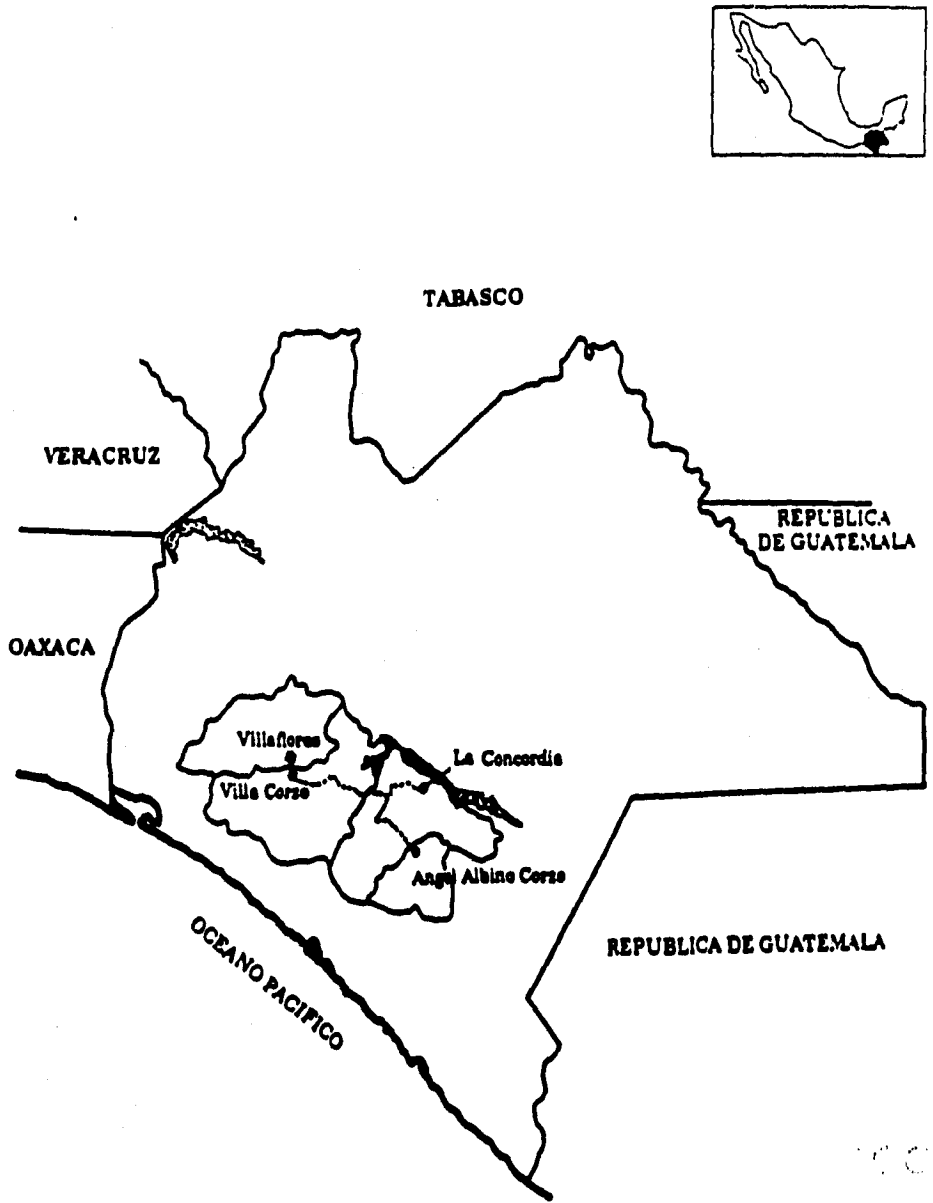 TABASCO
VERACRUZ
REPUBLICA
DE GUATEMALA
OAXACA
Villaflores
La Concordia
Villa Corzo
Angel Albino Corzo
OCEANO PACIFICO
REPUBLICA DE GUATEMALA